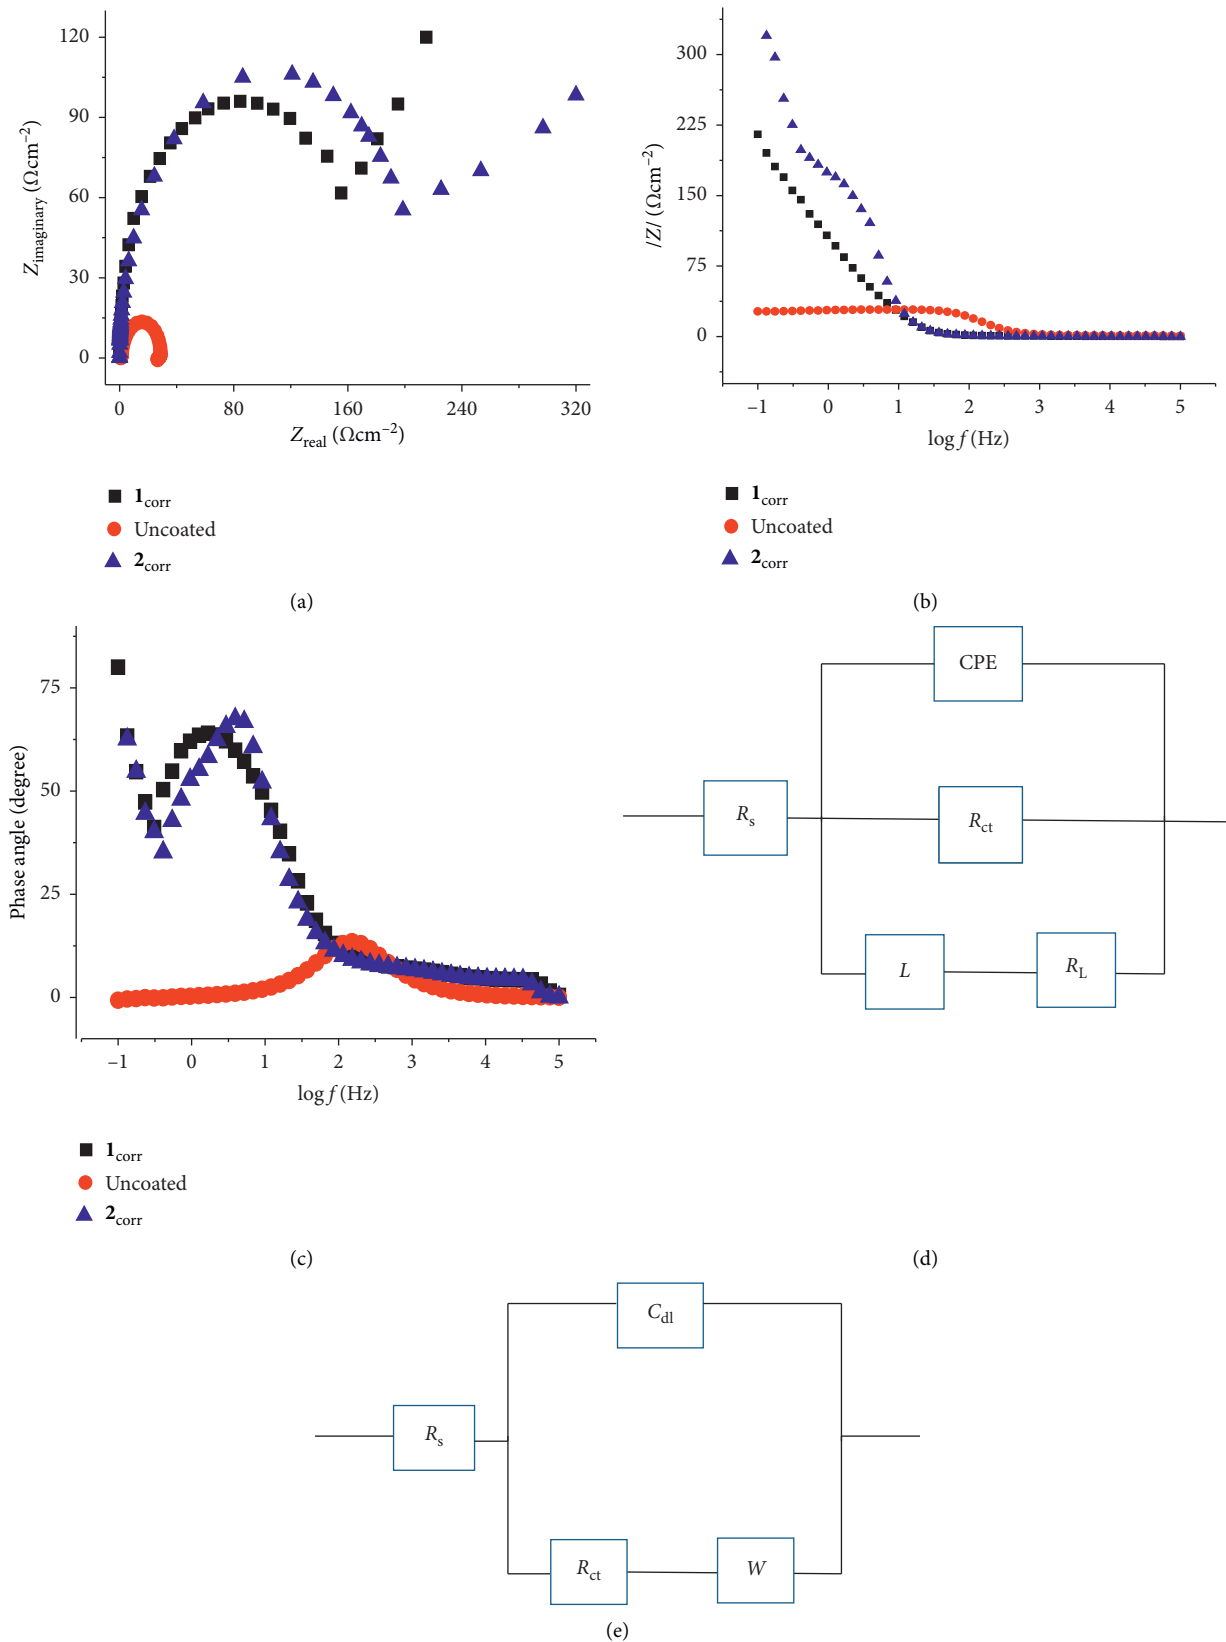 120
90
60
30
0
Z_imaginary (Ωcm⁻²)
0 80 160 240 320
Z_real (Ωcm⁻²)
1_corr
Uncoated
2_corr
(a)
300
225
150
75
0
/Z/ (Ωcm⁻²)
–1 0 1 2 3 4 5
log f (Hz)
1_corr
Uncoated
2_corr
(b)
75
50
25
0
Phase angle (degree)
–1 0 1 2 3 4 5
log f (Hz)
1_corr
Uncoated
2_corr
(c)
CPE
R_s
R_ct
L
R_L
(d)
C_dl
R_s
R_ct
W
(e)